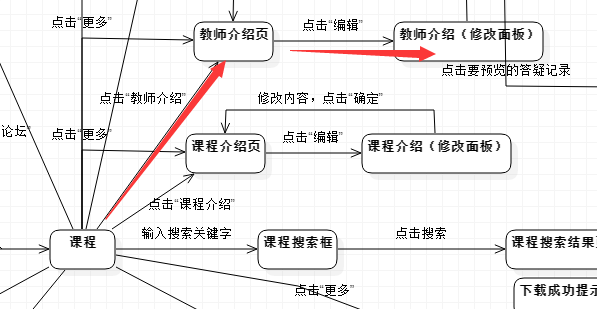 点击“更多”
点击“编辑”
教师介绍页
教师介绍（修改面板）
点击要预览的答疑记录
点击“教师介绍”
修改内容，点击“确定”
论坛”
点击“更多”
点击“编辑”
课程介绍页
课程介绍（修改面板）
点击“课程介绍”
课程
输入搜索关键字
课程搜索框
点击搜索
课程搜索结果
点击“更多”
下载成功提示